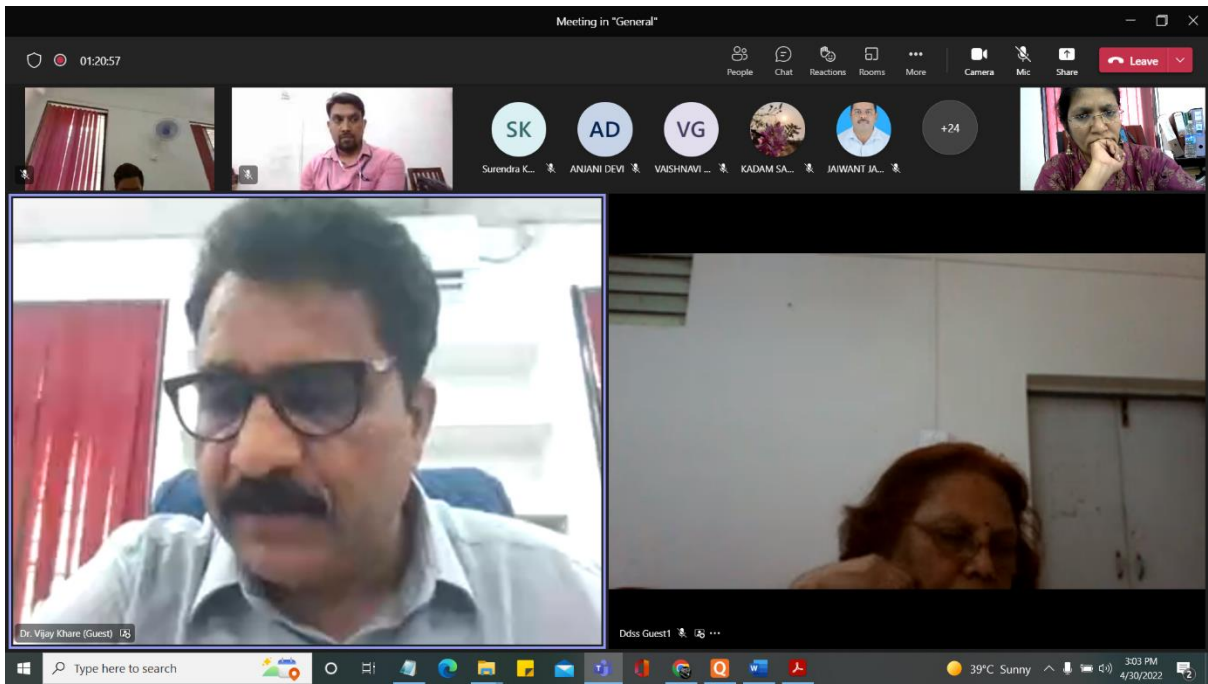 Meeting in "General"
01:20:57
People
Chat
Reactions
Rooms
More
Camera
Mic
Share
Leave
SK
AD
VG
+24
Surendra K...
ANJANI DEVI
VAISHNAVI ...
KADAM SA...
JAIWANT JA...
Dr. Vijay Khare (Guest)
Ddss Guest1
Type here to search
39°C Sunny
3:03 PM
4/30/2022
2